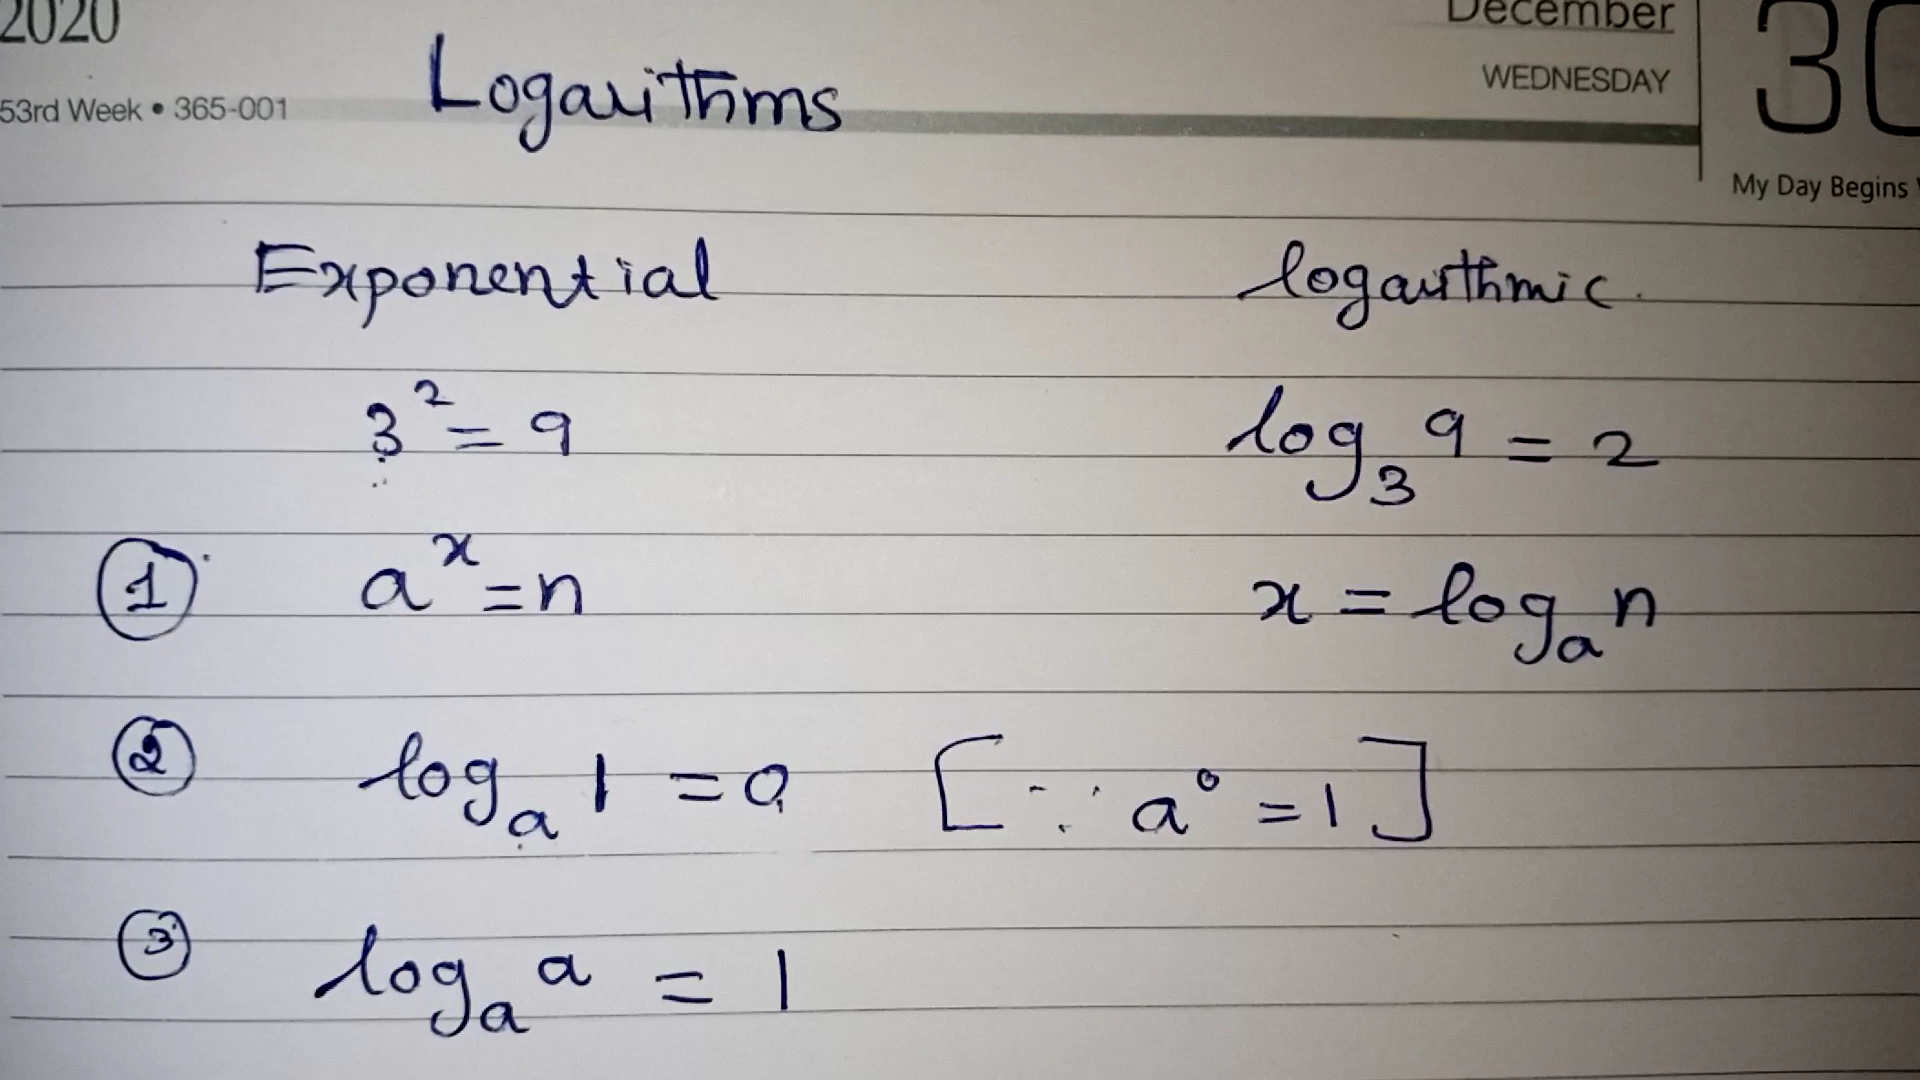 2020
December
WEDNESDAY
30
53rd Week • 365-001
My Day Begins
Logarithms
Exponential logarithmic
3² = 9 log₃ 9 = 2
① aˣ = n x = logₐ n
② logₐ 1 = 0 [∵ a⁰ = 1]
③ logₐ a = 1